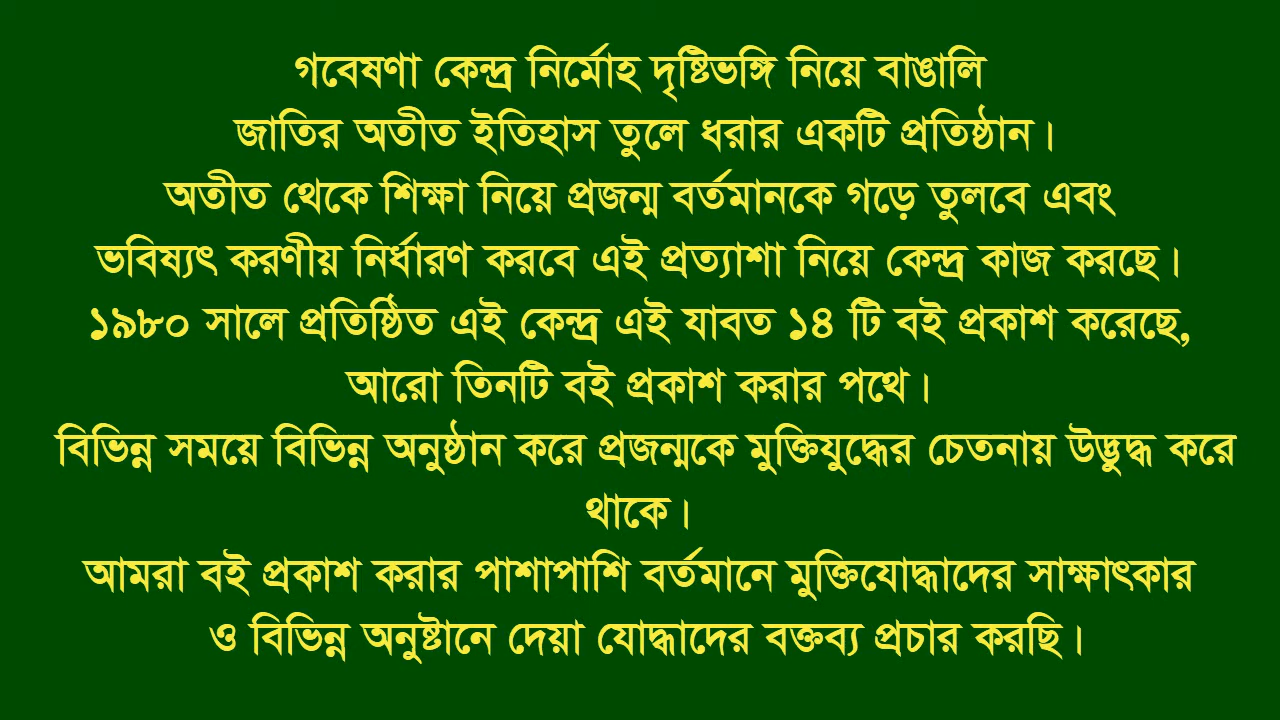 গবেষণা কেন্দ্র নির্মোহ দৃষ্টিভঙ্গি নিয়ে বাঙালি
জাতির অতীত ইতিহাস তুলে ধরার একটি প্রতিষ্ঠান।
অতীত থেকে শিক্ষা নিয়ে প্রজন্ম বর্তমানকে গড়ে তুলবে এবং
ভবিষ্যৎ করণীয় নির্ধারণ করবে এই প্রত্যাশা নিয়ে কেন্দ্র কাজ করছে।
১৯৮০ সালে প্রতিষ্ঠিত এই কেন্দ্র এই যাবত ১৪ টি বই প্রকাশ করেছে,
আরো তিনটি বই প্রকাশ করার পথে।
বিভিন্ন সময়ে বিভিন্ন অনুষ্ঠান করে প্রজন্মকে মুক্তিযুদ্ধের চেতনায় উদ্ভুদ্ধ করে
থাকে।
আমরা বই প্রকাশ করার পাশাপাশি বর্তমানে মুক্তিযোদ্ধাদের সাক্ষাৎকার
ও বিভিন্ন অনুষ্টানে দেয়া যোদ্ধাদের বক্তব্য প্রচার করছি।